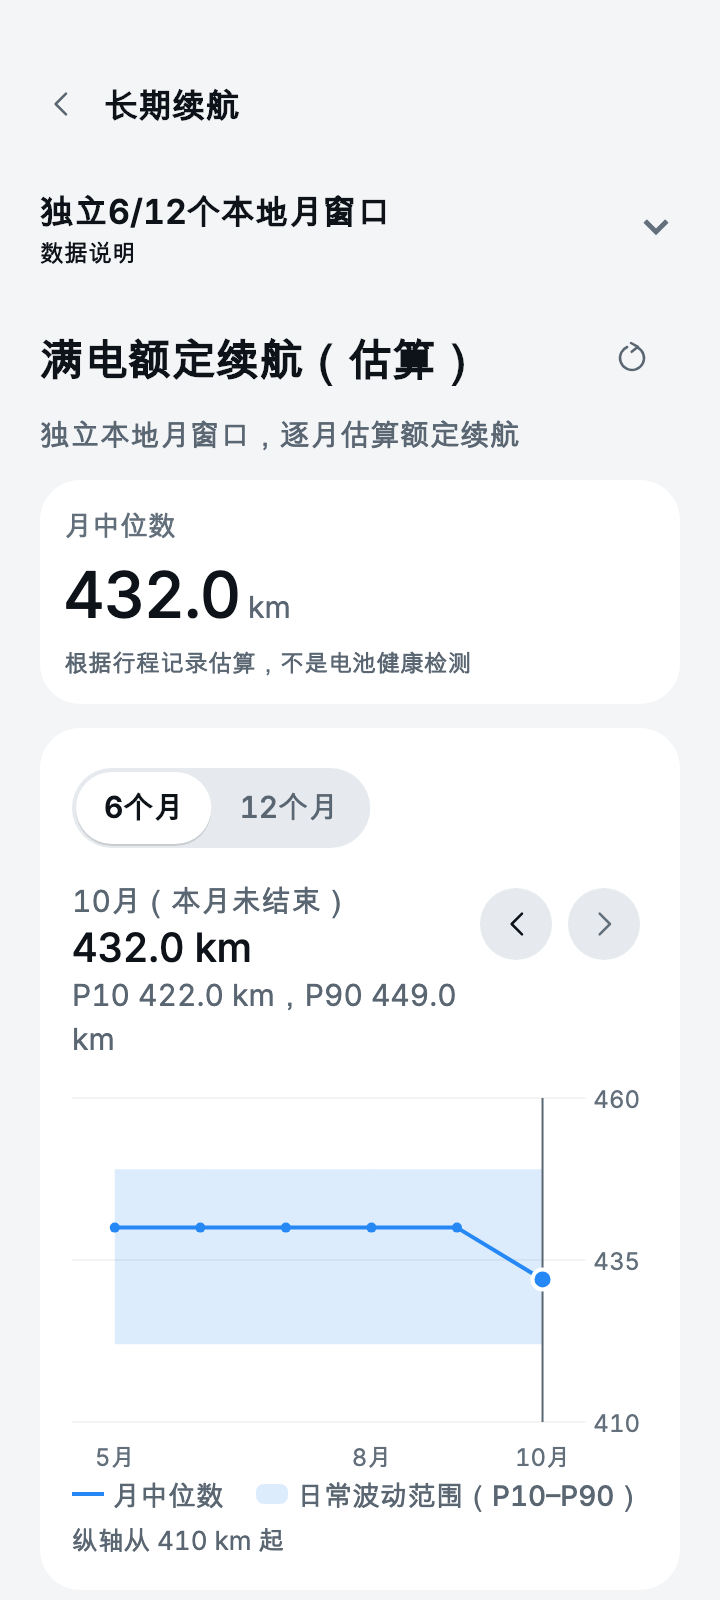 长期续航
独立6/12个本地月窗口
数据说明
满电额定续航（估算）
独立本地月窗口，逐月估算额定续航
月中位数
432.0 km
根据行程记录估算，不是电池健康检测
6个月 12个月
10月（本月未结束）
432.0 km
P10 422.0 km，P90 449.0
km
460
435
410
5月 8月 10月
月中位数 日常波动范围（P10–P90）
纵轴从 410 km 起